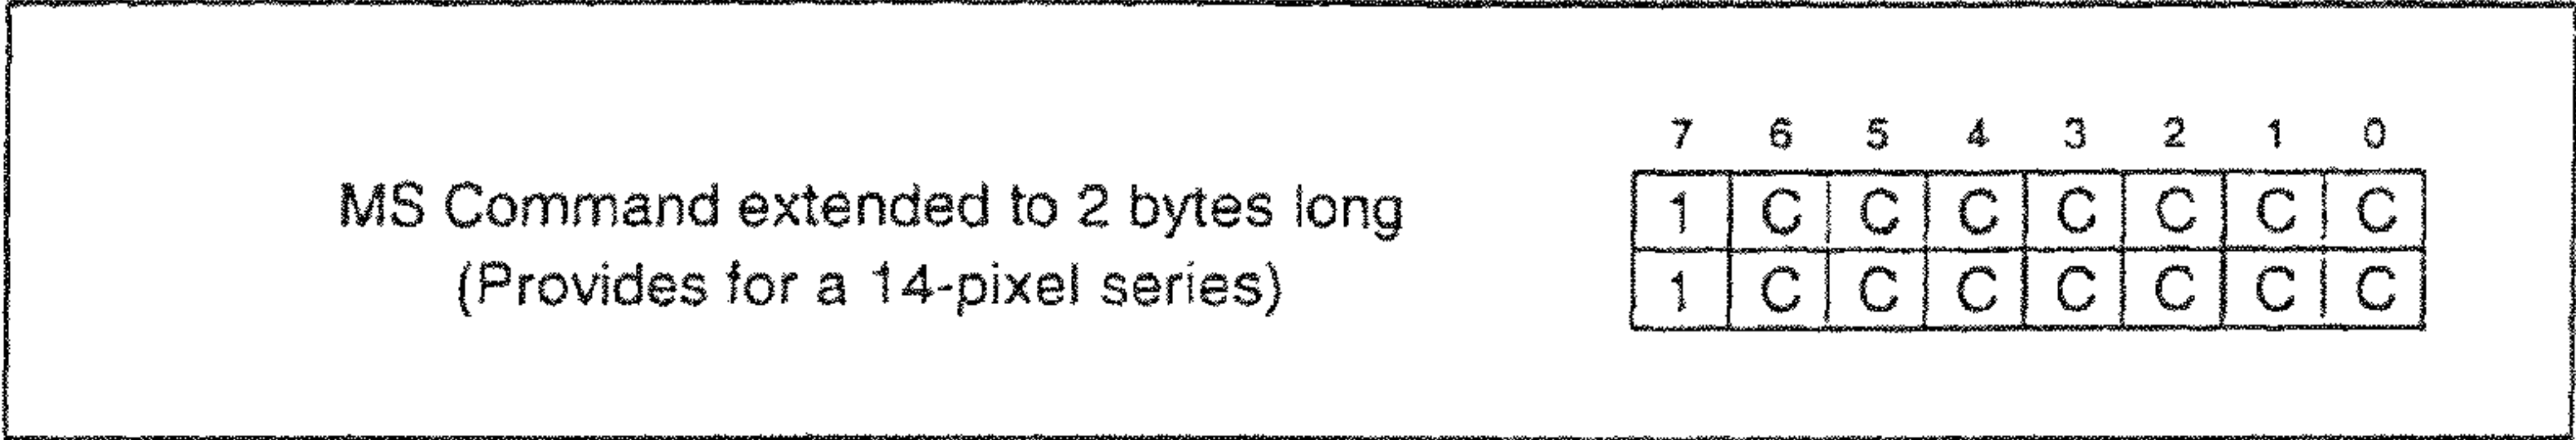 7 6 5 4 3 2 1 0
MS Command extended to 2 bytes long 1 C C C C C C C
(Provides for a 14-pixel series) 1 C C C C C C C